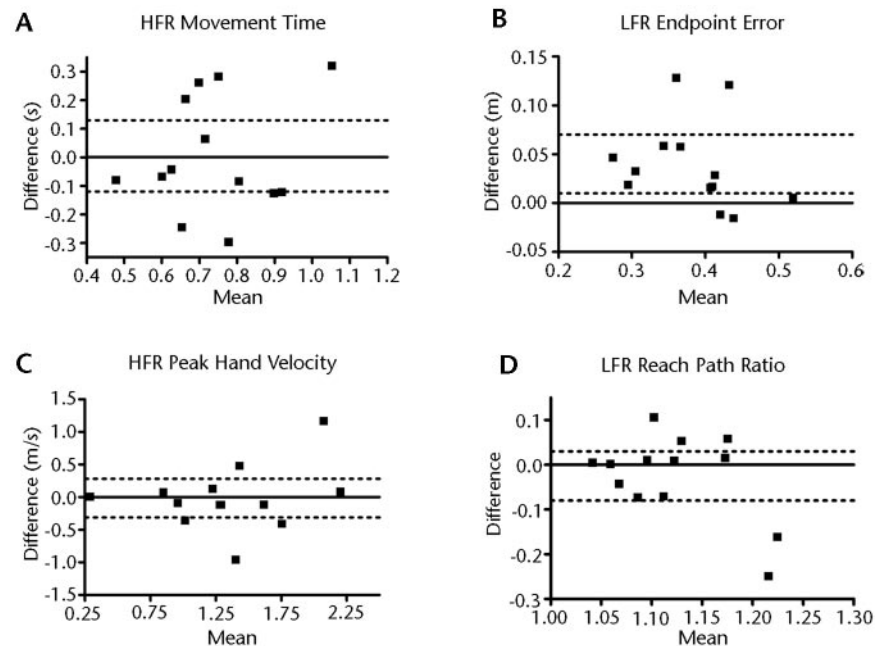 A
HFR Movement Time
Difference (s)
0.3
0.2
0.1
0.0
-0.1
-0.2
-0.3
0.4 0.5 0.6 0.7 0.8 0.9 1.0 1.1 1.2
Mean
B
LFR Endpoint Error
Difference (m)
0.15
0.10
0.05
0.00
-0.05
0.2 0.3 0.4 0.5 0.6
Mean
C
HFR Peak Hand Velocity
Difference (m/s)
1.5
1.0
0.5
0.0
-0.5
-1.0
-1.5
0.25 0.75 1.25 1.75 2.25
Mean
D
LFR Reach Path Ratio
Difference
0.1
0.0
-0.1
-0.2
-0.3
1.00 1.05 1.10 1.15 1.20 1.25 1.30
Mean